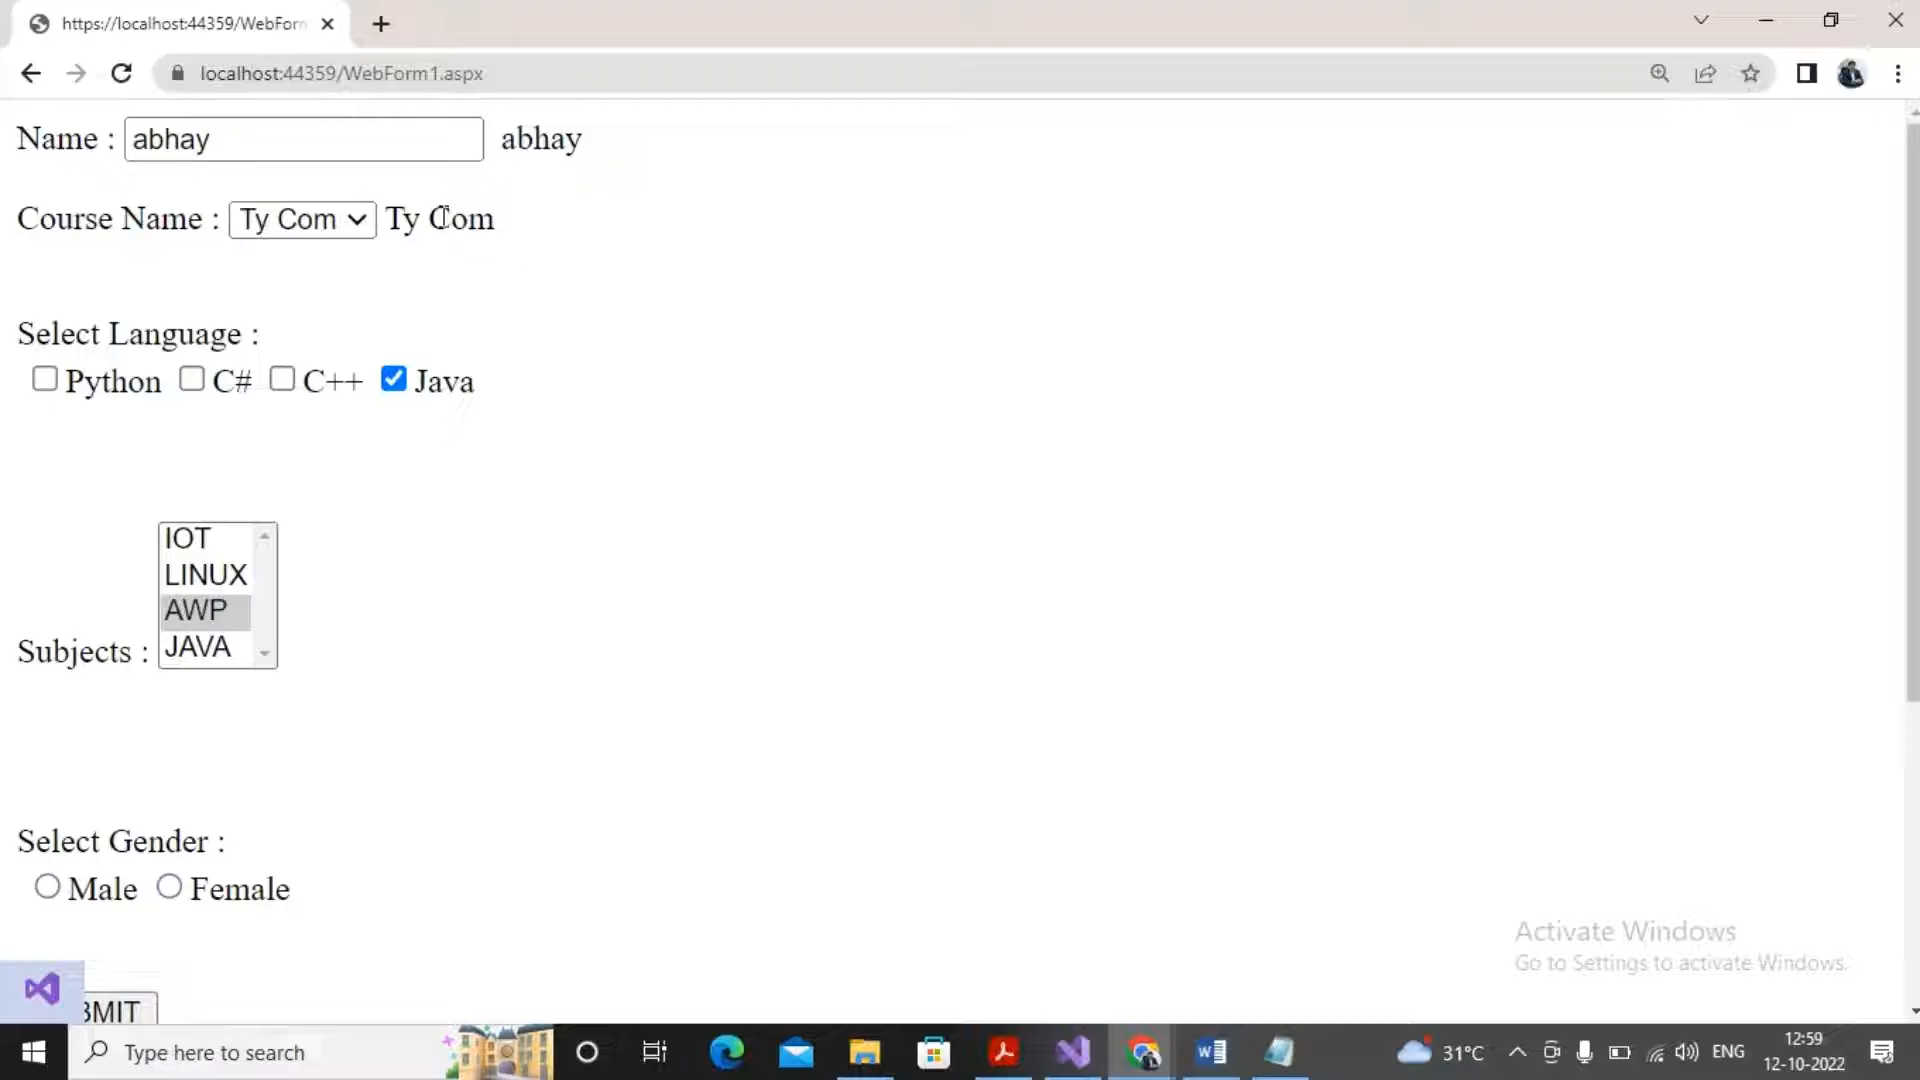 https://localhost:44359/WebForm
localhost:44359/WebForm1.aspx
Name : abhay abhay
Course Name : Ty Com Ty Com
Select Language :
Python C# C++ Java
IOT
LINUX
AWP
JAVA
Subjects :
Select Gender :
Male Female
Activate Windows
Go to Settings to activate Windows.
BMIT
Type here to search
31°C
ENG
12:59
12-10-2022